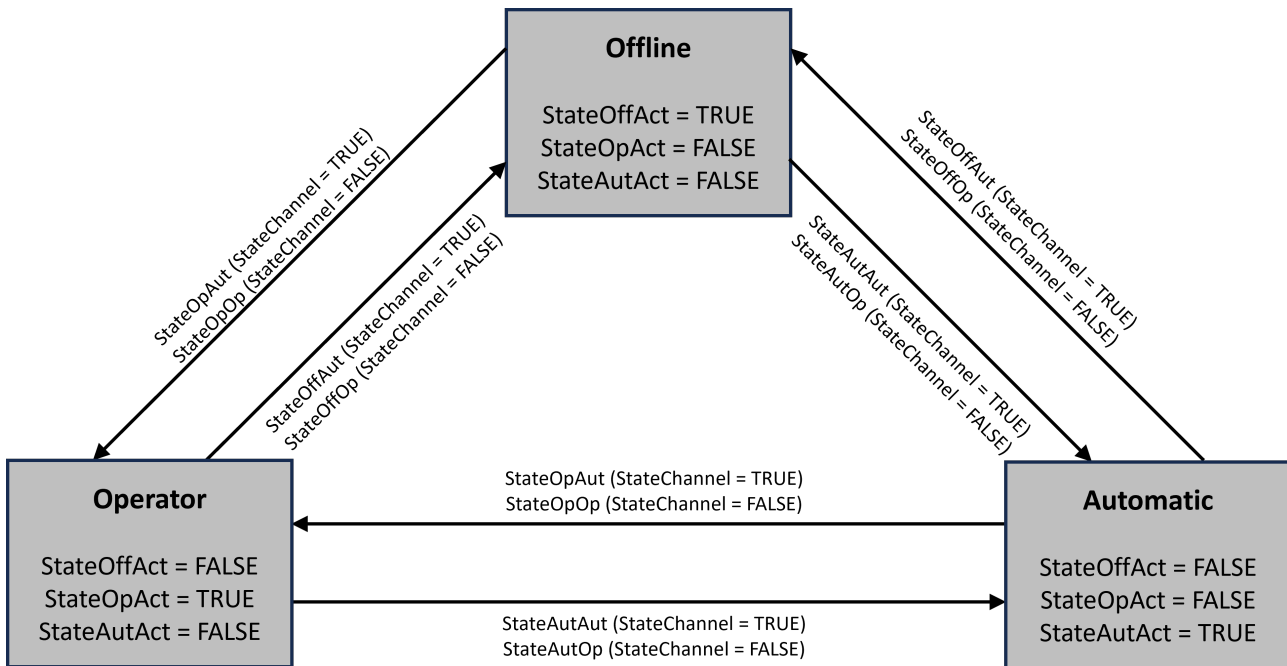 Offline
StateOffAct = TRUE
StateOpAct = FALSE
StateAutAct = FALSE
StateOpAut (StateChannel = TRUE)
StateOpOp (StateChannel = FALSE)
StateOffAut (StateChannel = TRUE)
StateOffOp (StateChannel = FALSE)
StateAutAut (StateChannel = TRUE)
StateAutOp (StateChannel = FALSE)
StateOffAut (StateChannel = TRUE)
StateOffOp (StateChannel = FALSE)
Operator
StateOffAct = FALSE
StateOpAct = TRUE
StateAutAct = FALSE
StateOpAut (StateChannel = TRUE)
StateOpOp (StateChannel = FALSE)
StateAutAut (StateChannel = TRUE)
StateAutOp (StateChannel = FALSE)
Automatic
StateOffAct = FALSE
StateOpAct = FALSE
StateAutAct = TRUE